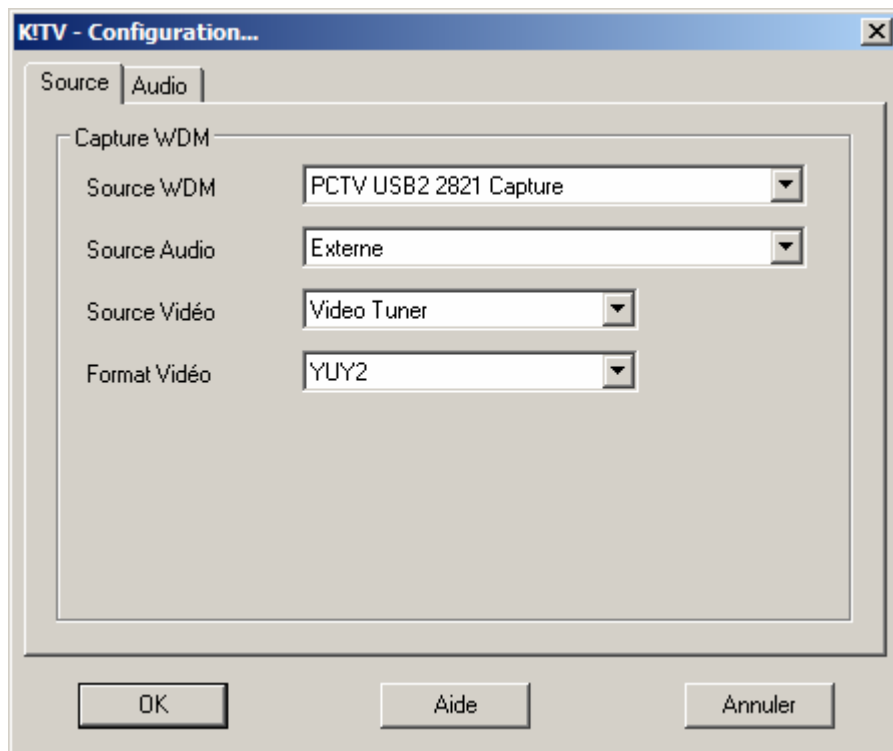 K!TV - Configuration...
Source Audio
Capture WDM
Source WDM PCTV USB2 2821 Capture
Source Audio Externe
Source Vidéo Video Tuner
Format Vidéo YUY2
OK Aide Annuler